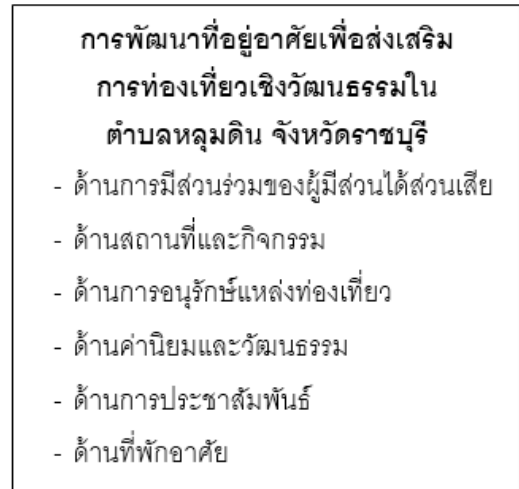 การพัฒนาที่อยู่อาศัยเพื่อส่งเสริม
การท่องเที่ยวเชิงวัฒนธรรมใน
ตำบลหลุมดิน จังหวัดราชบุรี
- ด้านการมีส่วนร่วมของผู้มีส่วนได้ส่วนเสีย
- ด้านสถานที่และกิจกรรม
- ด้านการอนุรักษ์แหล่งท่องเที่ยว
- ด้านค่านิยมและวัฒนธรรม
- ด้านการประชาสัมพันธ์
- ด้านที่พักอาศัย